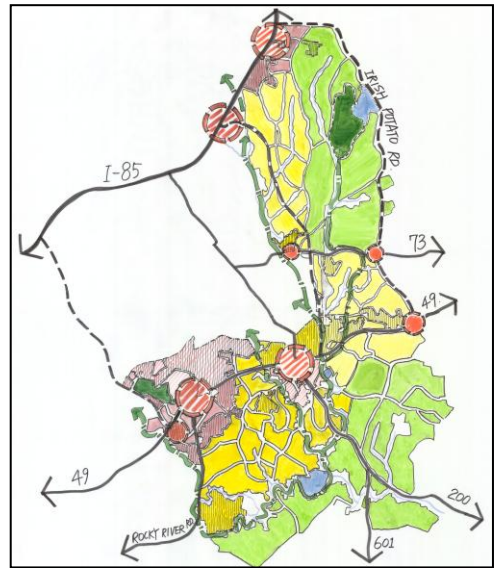 I-85
IRISH POTATO RD
73
49
49
ROCKY RIVER RD
601
200